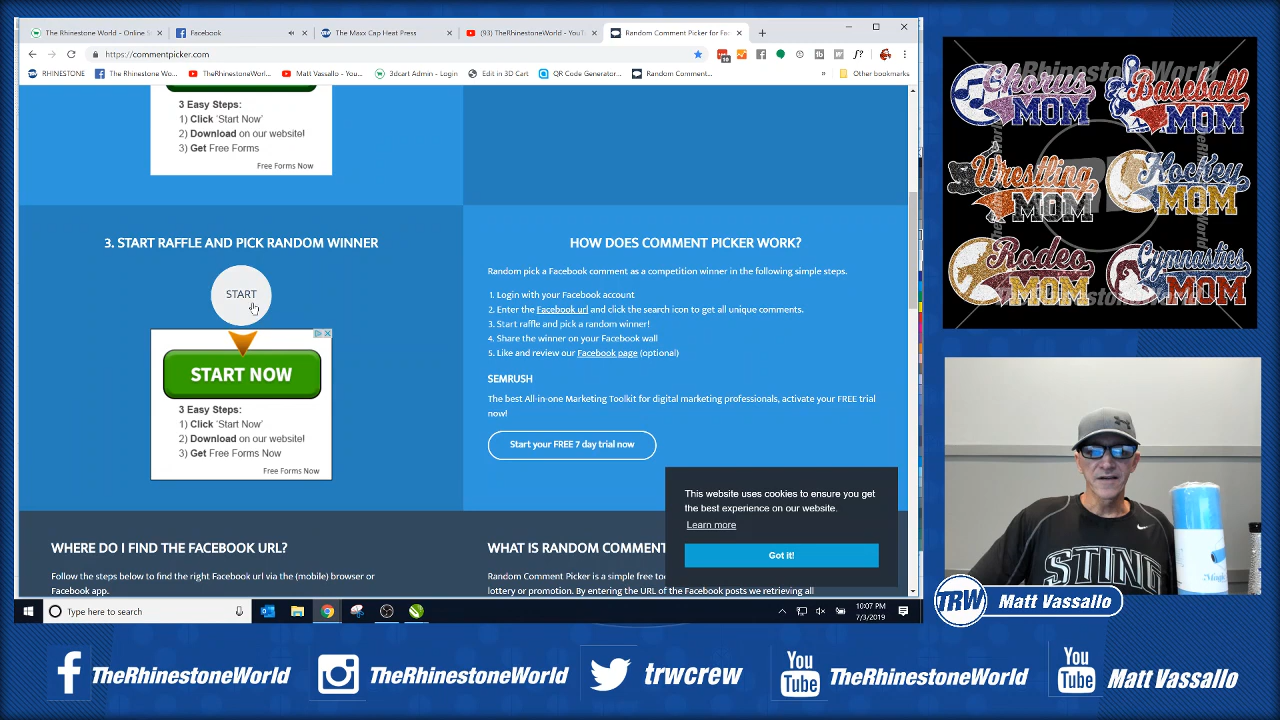 The Rhinestone World - Online S
Facebook
The Maxx Cap Heat Press
(93) TheRhinestoneWorld - YouT
Random Comment Picker for Fac
https://commentpicker.com
RHINESTONE
The Rhinestone Wo...
TheRhinestoneWorl...
Matt Vassallo - You...
3dcart Admin - Login
Edit in 3D Cart
QR Code Generator...
Random Comment...
»
Other bookmarks
3 Easy Steps:
1) Click 'Start Now'
2) Download on our website!
3) Get Free Forms
Free Forms Now
3. START RAFFLE AND PICK RANDOM WINNER
START
START NOW
3 Easy Steps:
1) Click 'Start Now'
2) Download on our website!
3) Get Free Forms Now
Free Forms Now
HOW DOES COMMENT PICKER WORK?
Random pick a Facebook comment as a competition winner in the following simple steps.
1. Login with your Facebook account
2. Enter the Facebook url and click the search icon to get all unique comments.
3. Start raffle and pick a random winner!
4. Share the winner on your Facebook wall
5. Like and review our Facebook page (optional)
SEMRUSH
The best All-in-one Marketing Toolkit for digital marketing professionals, activate your FREE trial
now!
Start your FREE 7 day trial now
This website uses cookies to ensure you get
the best experience on our website.
Learn more
Got it!
WHERE DO I FIND THE FACEBOOK URL?
Follow the steps below to find the right Facebook url via the (mobile) browser or
Facebook app.
WHAT IS RANDOM COMMENT
Random Comment Picker is a simple free too
lottery or promotion. By entering the URL of the Facebook posts we retrieving all
Type here to search
10:07 PM
7/3/2019
TheRhinestoneWorld
Chorus
MOM
Baseball
MOM
Wrestling
MOM
Hockey
MOM
Rodeo
MOM
Gymnastics
MOM
STING
TRW
Matt Vassallo
TheRhinestoneWorld
TheRhinestoneWorld
trwcrew
You
Tube
TheRhinestoneWorld
You
Tube
Matt Vassallo